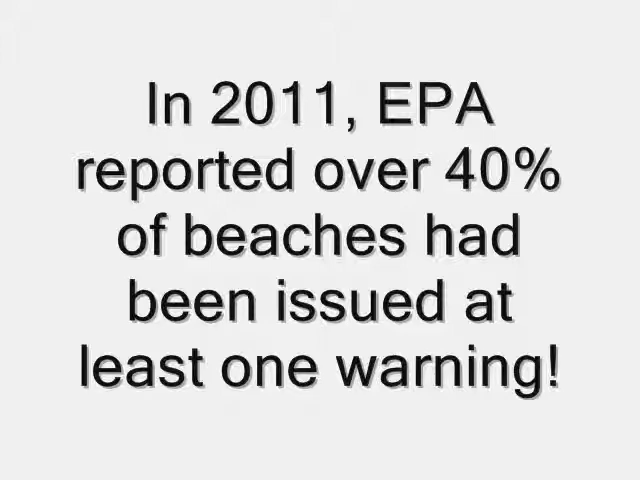 In 2011, EPA
reported over 40%
of beaches had
been issued at
least one warning!